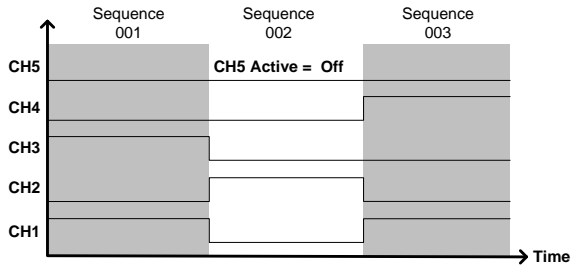 Sequence Sequence Sequence
001 002 003
CH5 CH5 Active = Off
CH4
CH3
CH2
CH1
Time